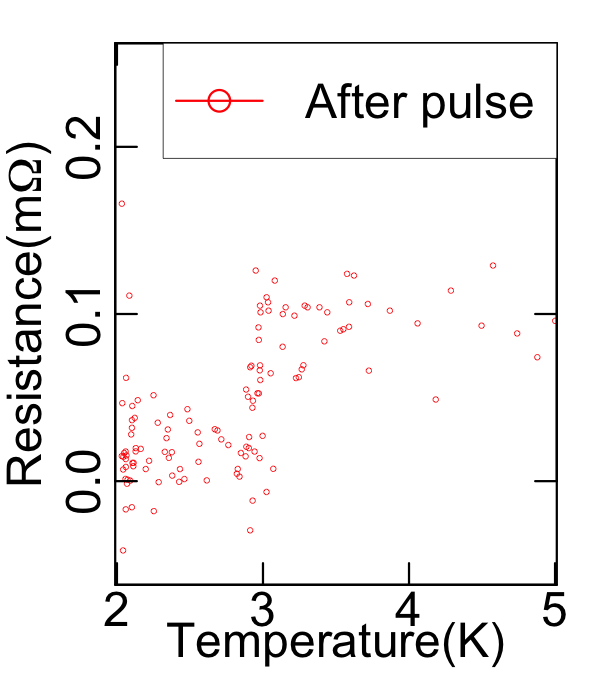 After pulse
Resistance(mΩ)
0.2
0.1
0.0
2 3 4 5
Temperature(K)